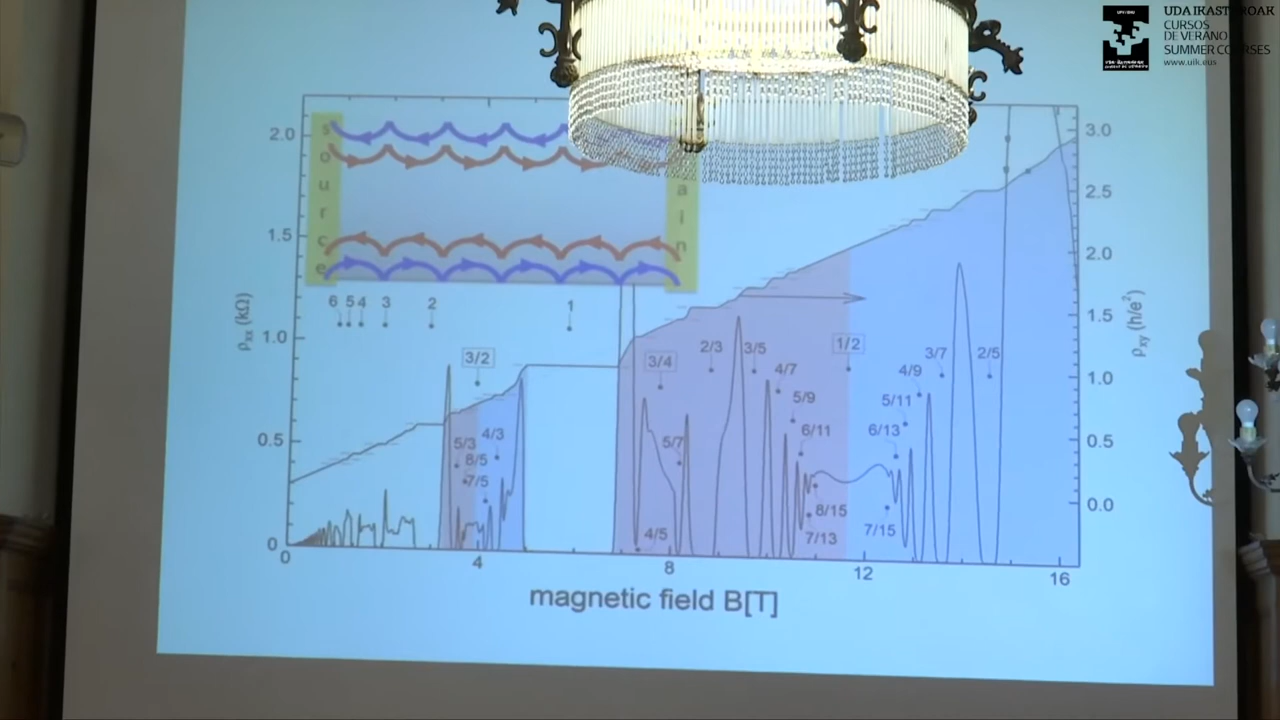 UDA IKASTAROAK
CURSOS
DE VERANO
SUMMER COURSES
www.uik.eus
2.0
1.5
1.0
0.5
0
ρxx (kΩ)
source
ain
3.0
2.5
2.0
1.5
1.0
0.5
0.0
ρxy (h/e²)
6 5 4 3 2 1
3/2
5/3
4/3
8/5
7/5
3/4
2/3
3/5
1/2
3/7
2/5
4/7
4/9
5/9
5/11
5/7
6/11
6/13
8/15
4/5
7/13
7/15
0 4 8 12 16
magnetic field B[T]